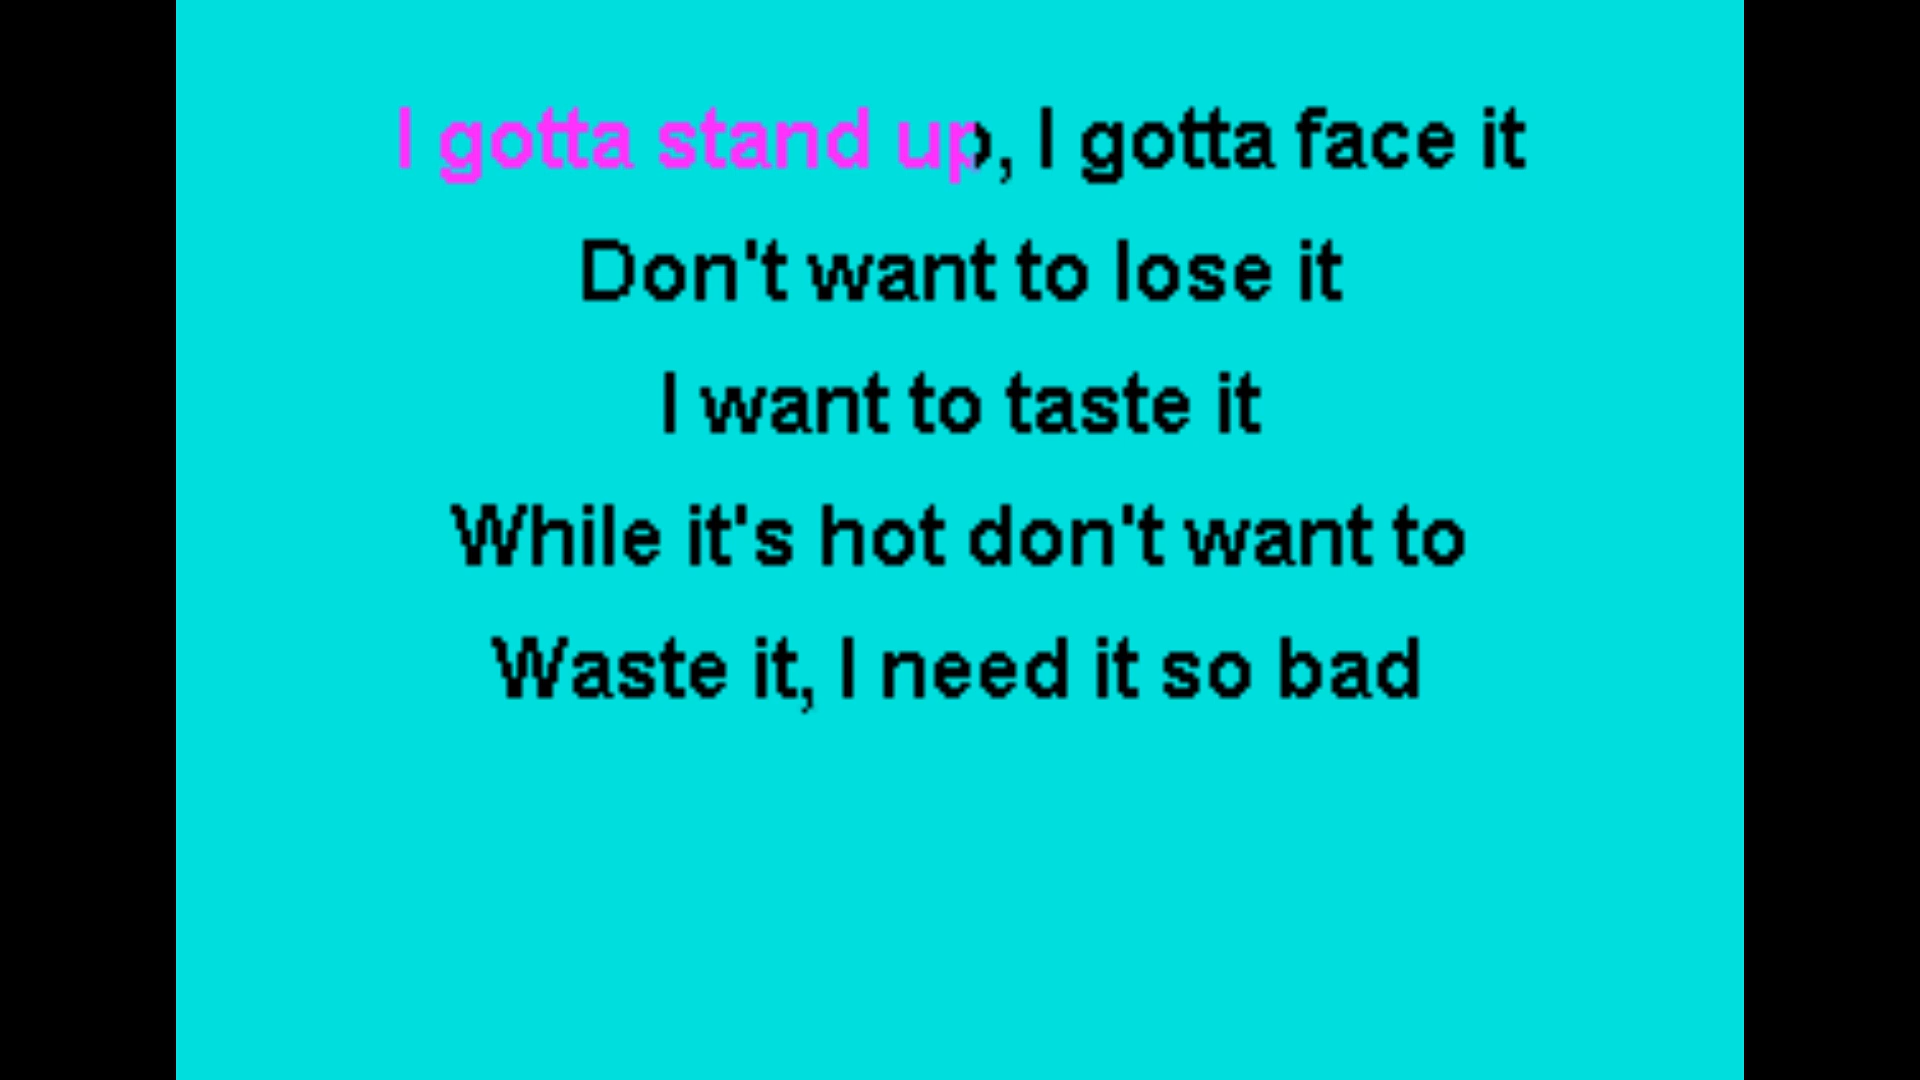 I gotta stand up, I gotta face it
Don't want to lose it
I want to taste it
While it's hot don't want to
Waste it, I need it so bad